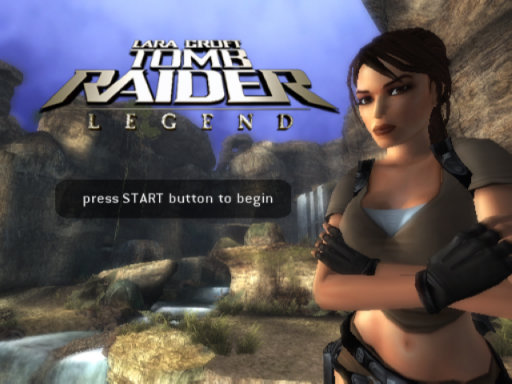 LARA CROFT
TOMB
RAIDER
LEGEND
press START button to begin